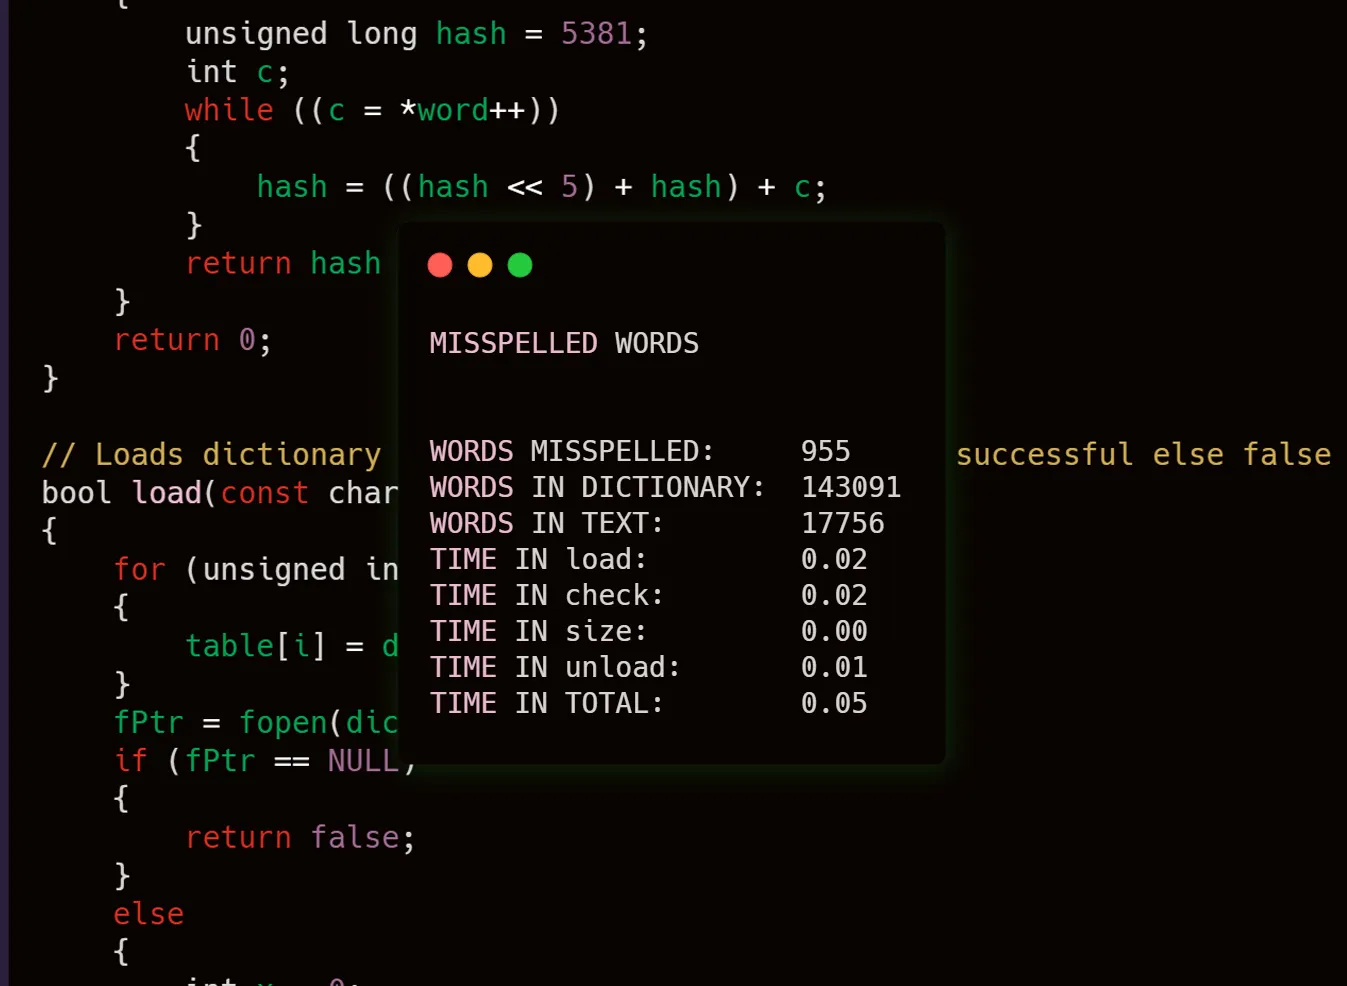 {
unsigned long hash = 5381;
int c;
while ((c = *word++))
{
hash = ((hash << 5) + hash) + c;
}
return hash
}
return 0;
}
// Loads dictionary
successful else false
bool load(const char
{
for (unsigned in
{
table[i] = d
}
fPtr = fopen(dic
if (fPtr == NULL)
{
return false;
}
else
{
int x = 0;
MISSPELLED WORDS
WORDS MISSPELLED: 955
WORDS IN DICTIONARY: 143091
WORDS IN TEXT: 17756
TIME IN load: 0.02
TIME IN check: 0.02
TIME IN size: 0.00
TIME IN unload: 0.01
TIME IN TOTAL: 0.05